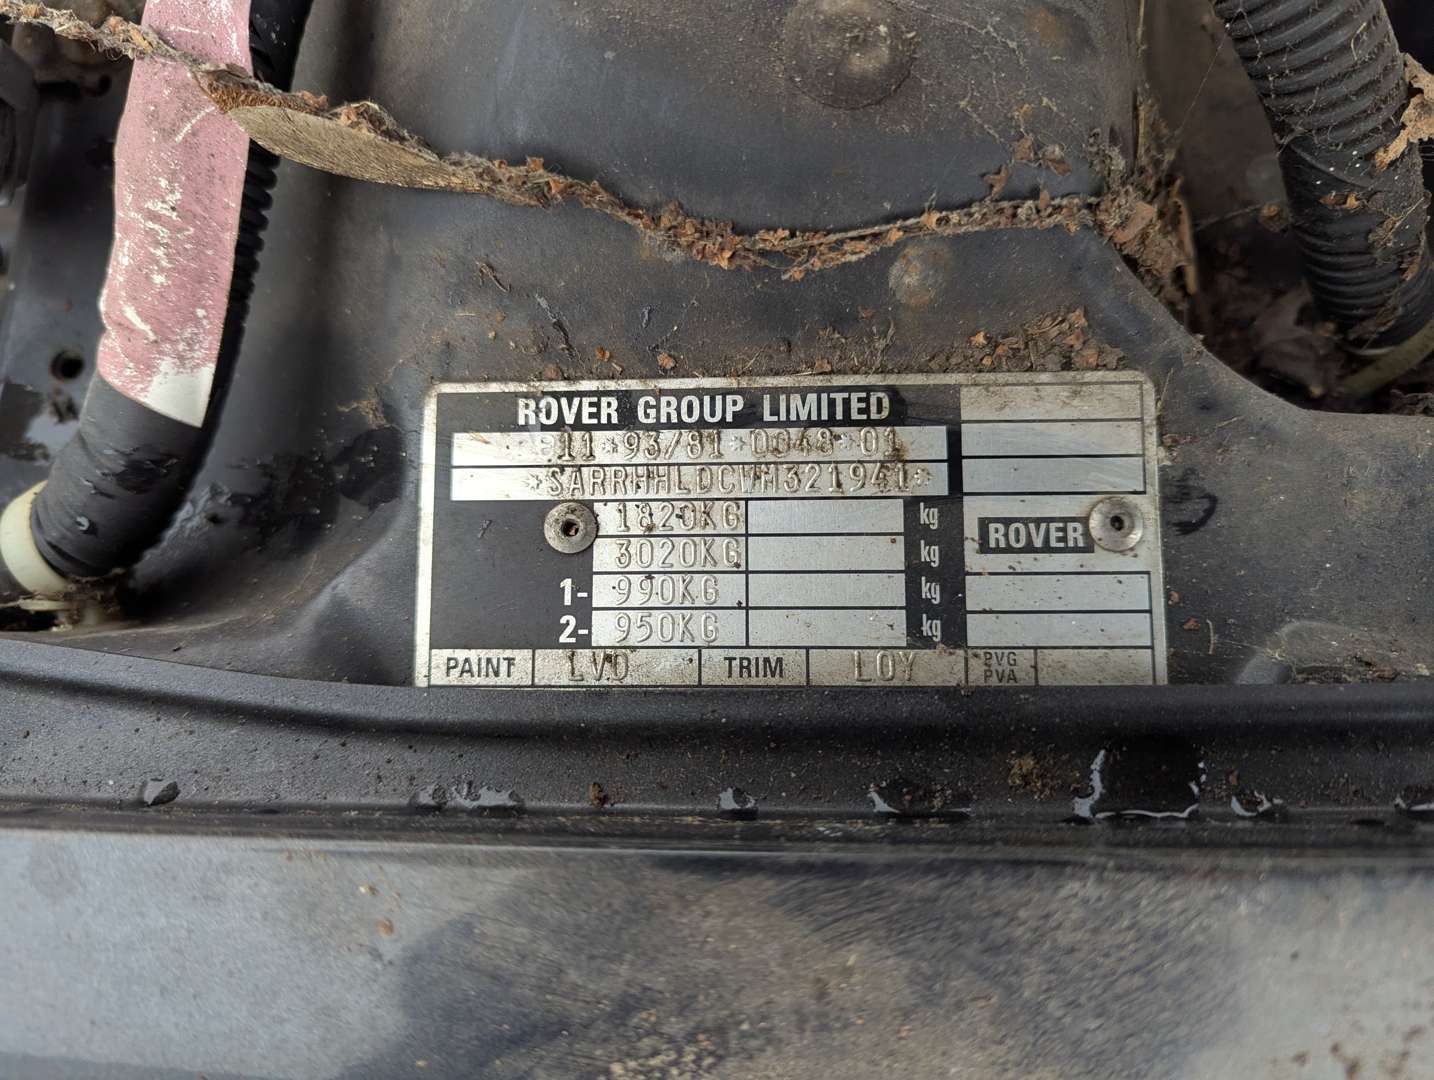 ROVER GROUP LIMITED
*11*93/81*0048*01
*SARRHHLDCWM321941*
1820KG kg
3020KG kg
ROVER
1- 990KG kg
2- 950KG kg
PAINT LVD TRIM LOY PVG PVA